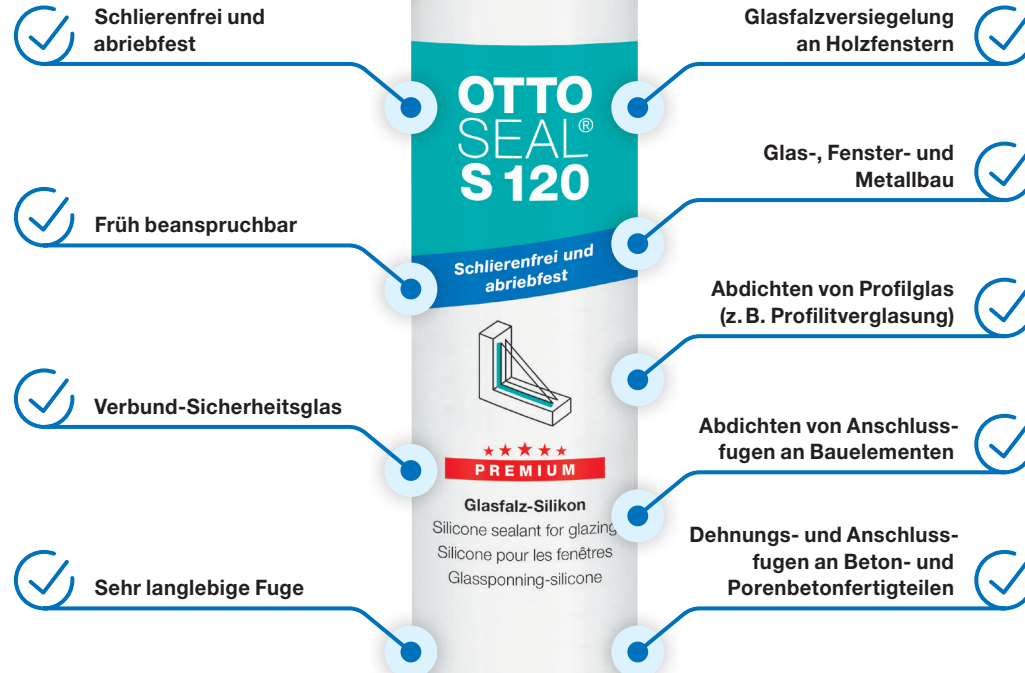 Schlierenfrei und
abriebfest
Früh beanspruchbar
Verbund-Sicherheitsglas
Sehr langlebige Fuge
OTTO
SEAL®
S 120
Schlierenfrei und
abriebfest
PREMIUM
Glasfalz-Silikon
Silicone sealant for glazing
Silicone pour les fenêtres
Glassponning-silicone
Glasfalzversiegelung
an Holzfenstern
Glas-, Fenster- und
Metallbau
Abdichten von Profilglas
(z. B. Profilitverglasung)
Abdichten von Anschluss-
fugen an Bauelementen
Dehnungs- und Anschluss-
fugen an Beton- und
Porenbetonfertigteilen